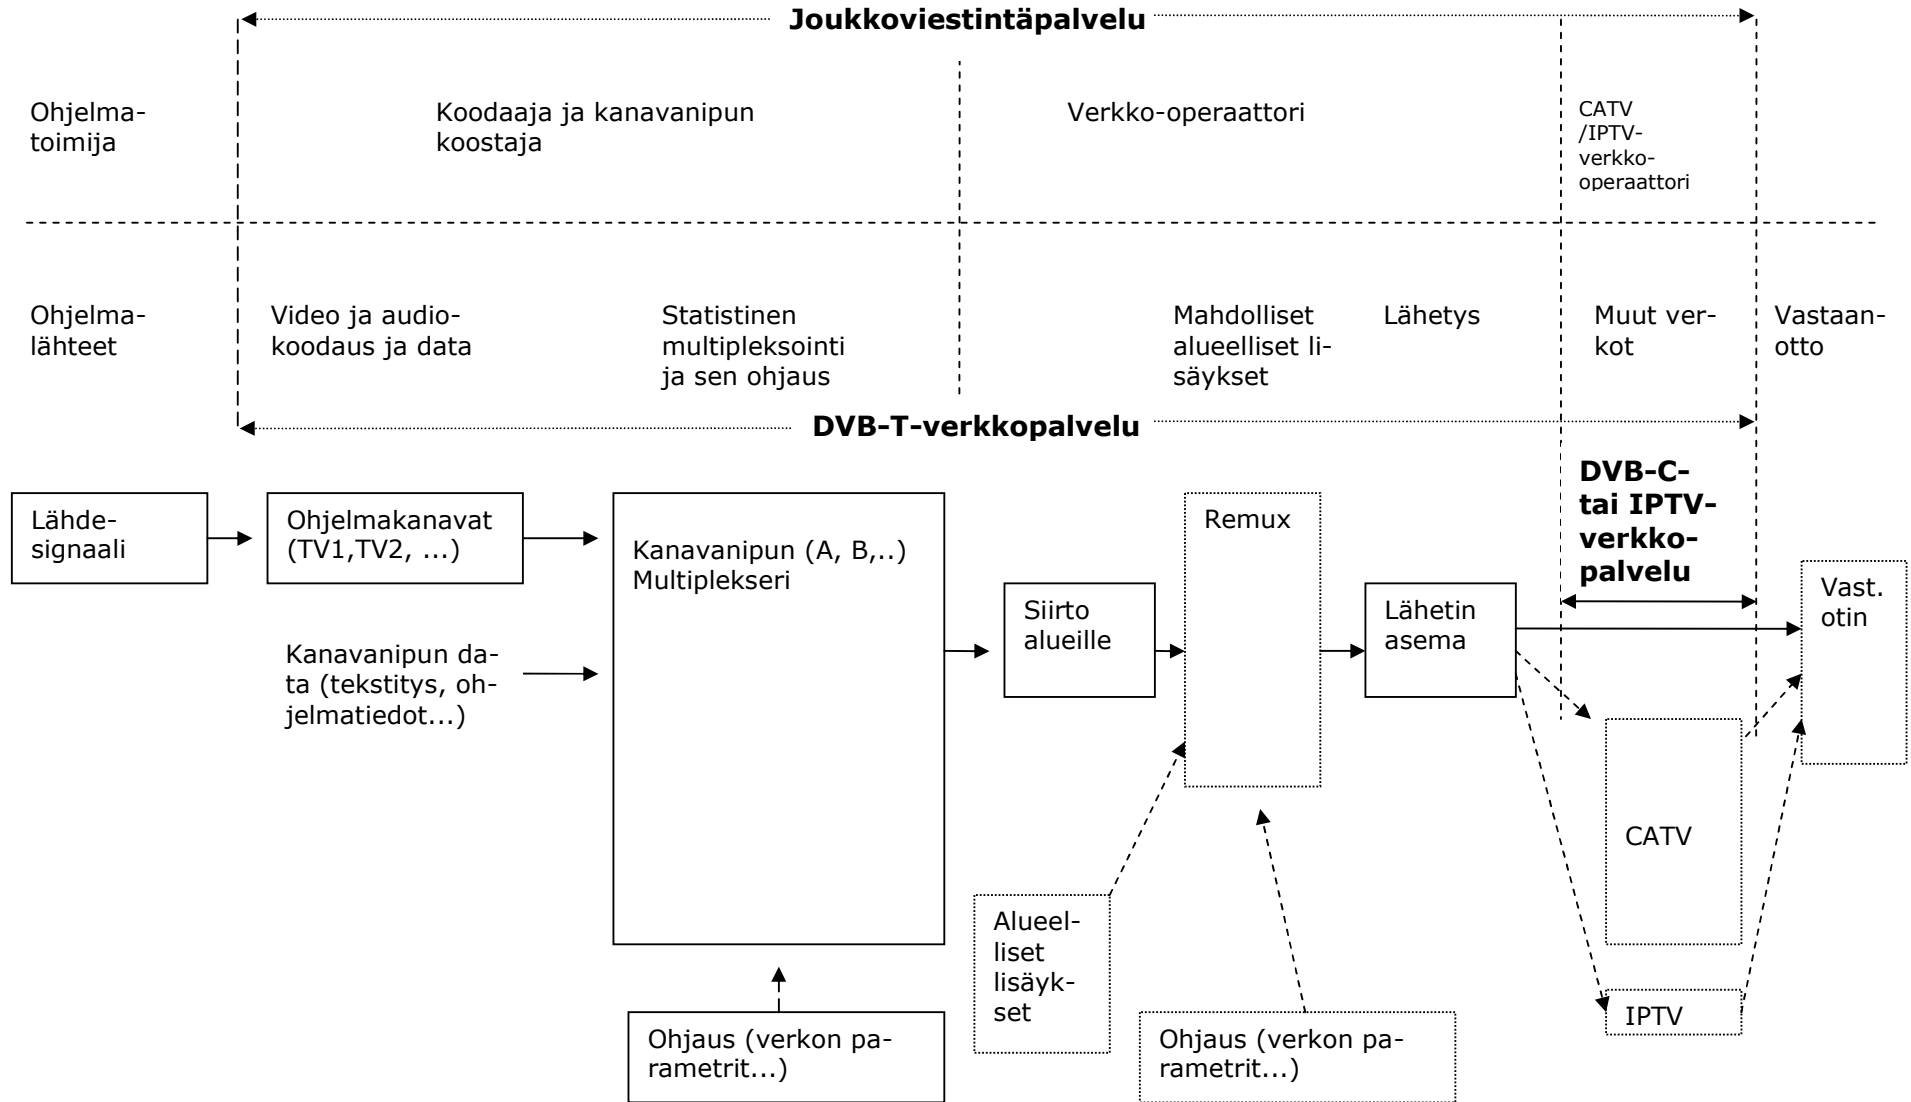 Joukkoviestintäpalvelu
Ohjelma-
toimija
Koodaaja ja kanavanipun
koostaja
Verkko-operaattori
CATV
/IPTV-
verkko-
operaattori
Ohjelma-
lähteet
Video ja audio-
koodaus ja data
Statistinen
multipleksointi
ja sen ohjaus
Mahdolliset
alueelliset li-
säykset
Lähetys
Muut ver-
kot
Vastaan-
otto
DVB-T-verkkopalvelu
DVB-C-
tai IPTV-
verkko-
palvelu
Lähde-
signaali
Ohjelmakanavat
(TV1,TV2, ...)
Kanavanipun da-
ta (tekstitys, oh-
jelmatiedot...)
Kanavanipun (A, B,..)
Multiplekseri
Siirto
alueille
Remux
Lähetin
asema
Vast.
otin
CATV
IPTV
Alueel-
liset
lisäyk-
set
Ohjaus (verkon pa-
rametrit...)
Ohjaus (verkon pa-
rametrit...)